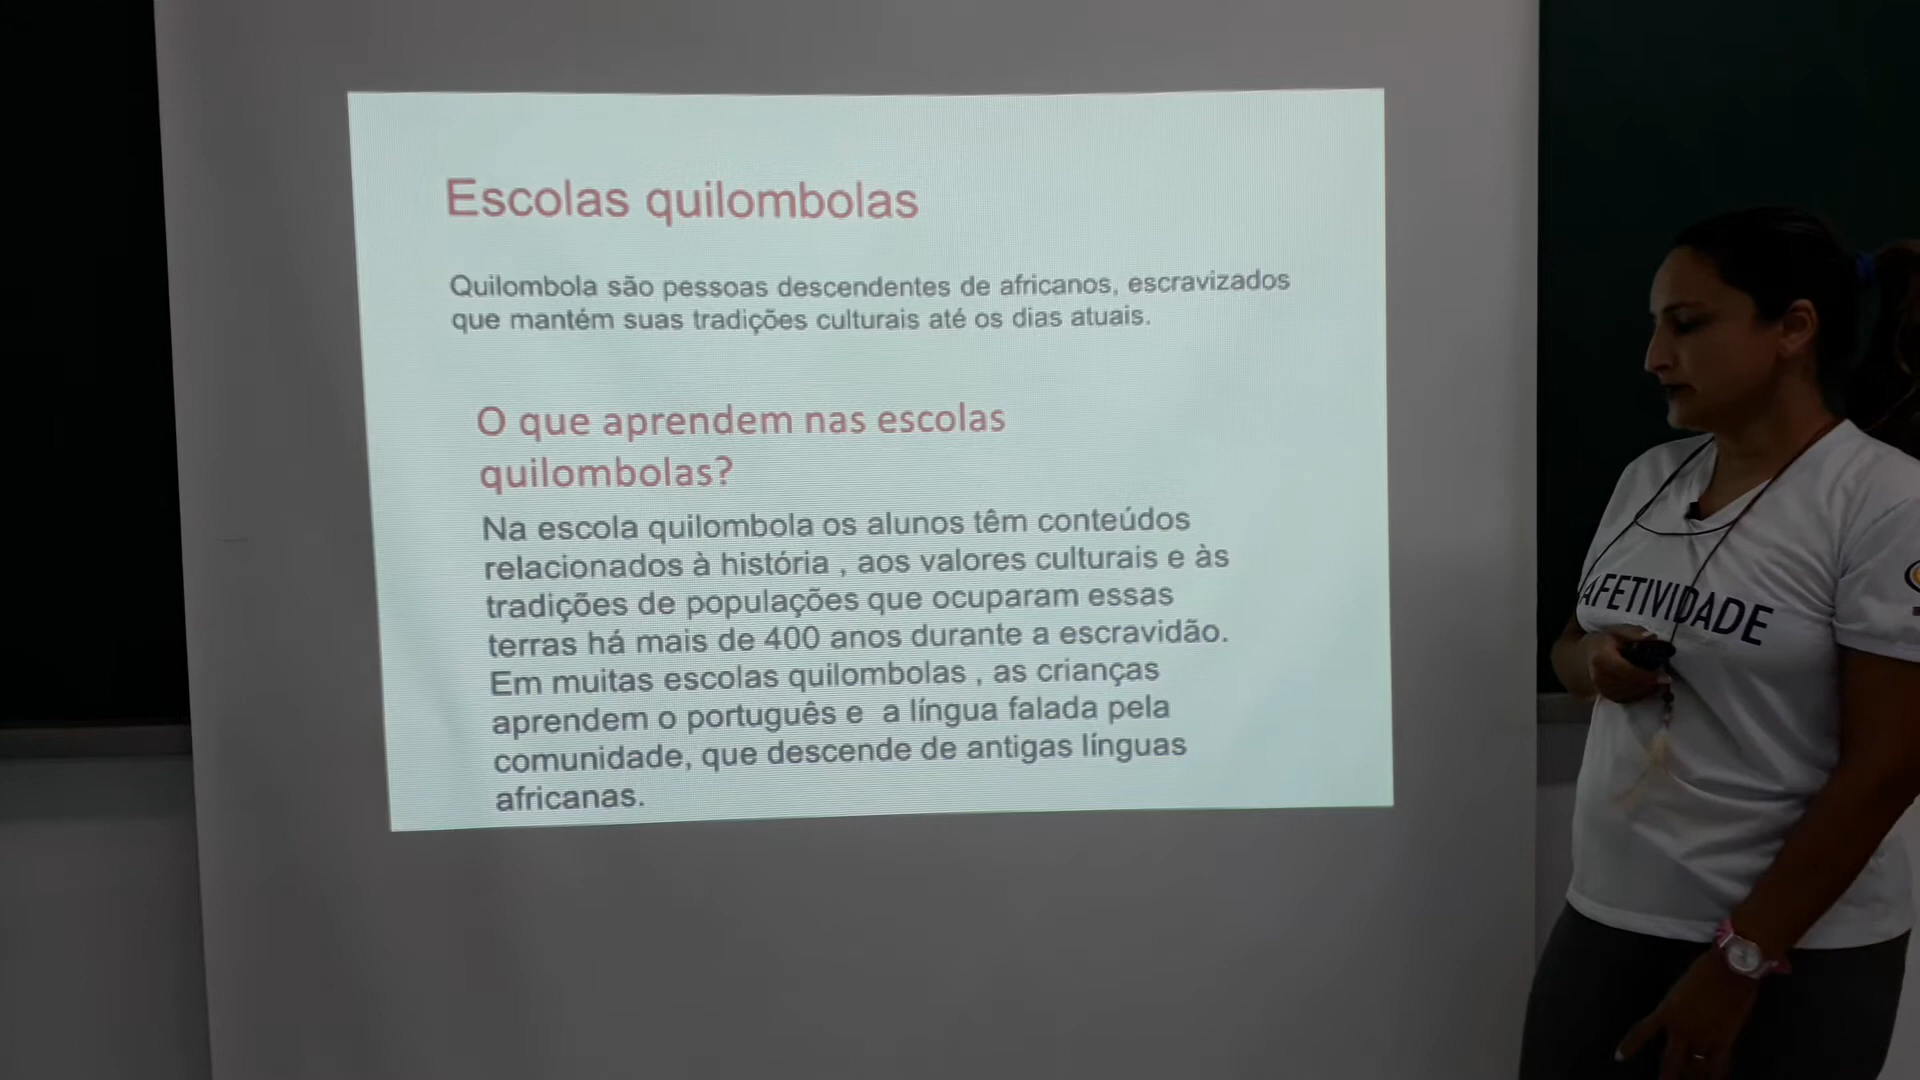 Escolas quilombolas
Quilombola são pessoas descendentes de africanos, escravizados
que mantém suas tradições culturais até os dias atuais.
O que aprendem nas escolas
quilombolas?
Na escola quilombola os alunos têm conteúdos
relacionados à história , aos valores culturais e às
tradições de populações que ocuparam essas
terras há mais de 400 anos durante a escravidão.
Em muitas escolas quilombolas , as crianças
aprendem o português e a língua falada pela
comunidade, que descende de antigas línguas
africanas.
AFETIVIDADE